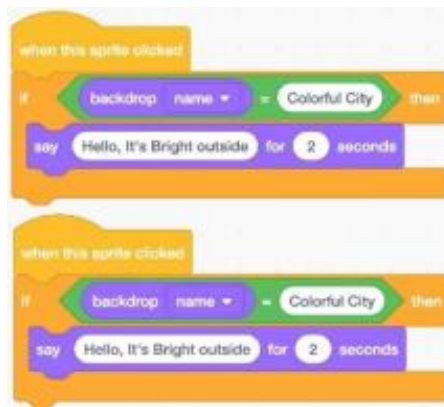 when this sprite clicked
if backdrop name = Colorful City then
say Hello, It's Bright outside for 2 seconds
when this sprite clicked
if backdrop name = Colorful City then
say Hello, It's Bright outside for 2 seconds